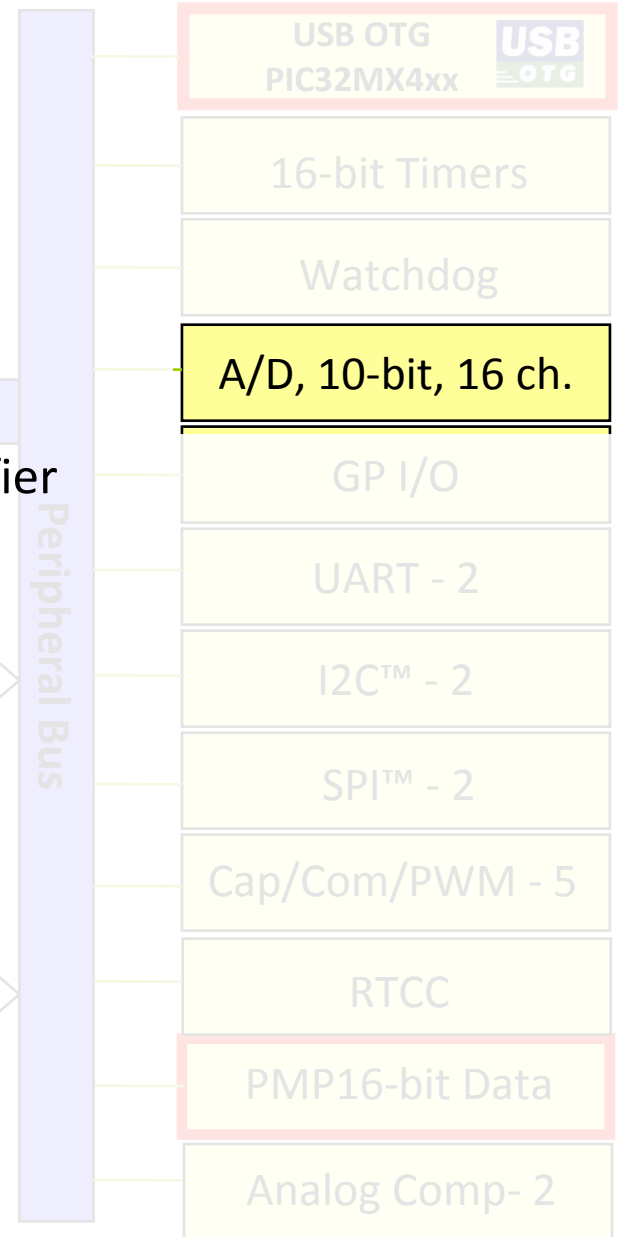 USB OTG
PIC32MX4xx
USB
OTG
16-bit Timers
Watchdog
A/D, 10-bit, 16 ch.
GP I/O
UART - 2
I2C™ - 2
SPI™ - 2
Cap/Com/PWM - 5
RTCC
PMP16-bit Data
Analog Comp- 2
Peripheral Bus